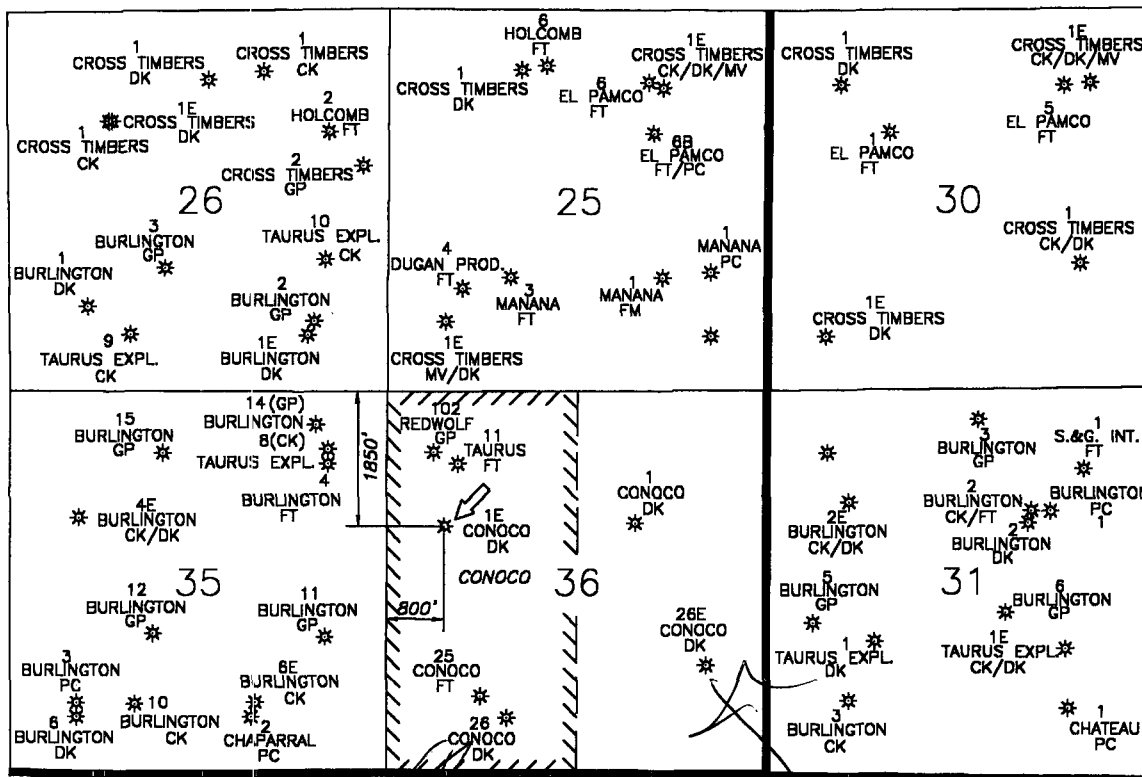 1
CROSS TIMBERS
DK
1
CROSS TIMBERS
CK
1E
CROSS TIMBERS
DK
1
CROSS TIMBERS
CK
2
HOLCOMB
FT
2
CROSS TIMBERS
GP
26
3
BURLINGTON
GP
10
TAURUS EXPL.
CK
1
BURLINGTON
DK
2
BURLINGTON
GP
9
TAURUS EXPL.
CK
1E
BURLINGTON
DK
6
HOLCOMB
FT
1
CROSS TIMBERS
DK
1E
CROSS TIMBERS
CK/DK/MV
6
EL PAMCO
FT
6B
EL PAMCO
FT/PC
25
4
DUGAN PROD.
FT
3
MANANA
FT
1
MANANA
FM
1
MANANA
PC
1E
CROSS TIMBERS
MV/DK
1
CROSS TIMBERS
DK
1E
CROSS TIMBERS
CK/DK/MV
5
EL PAMCO
FT
1
EL PAMCO
FT
30
1
CROSS TIMBERS
CK/DK
1E
CROSS TIMBERS
DK
15
BURLINGTON
GP
14(GP)
BURLINGTON
8(CK)
TAURUS EXPL.
4
BURLINGTON
FT
4E
BURLINGTON
CK/DK
35
12
BURLINGTON
GP
11
BURLINGTON
GP
3
BURLINGTON
PC
6E
BURLINGTON
CK
6
BURLINGTON
DK
10
BURLINGTON
CK
2
CHAPARRAL
PC
1850'
102
REDWOLF
GP
11
TAURUS
FT
1E
CONOCO
DK
CONOCO
36
800'
1
CONOCO
DK
26E
CONOCO
DK
25
CONOCO
FT
26
CONOCO
DK
3
BURLINGTON
GP
1
S.&G. INT.
FT
2
BURLINGTON
CK/FT
BURLINGTON
PC
1
2E
BURLINGTON
CK/DK
2
BURLINGTON
DK
31
5
BURLINGTON
GP
6
BURLINGTON
GP
1
TAURUS EXPL.
DK
1E
TAURUS EXPL.
CK/DK
3
BURLINGTON
CK
1
CHATEAU
PC